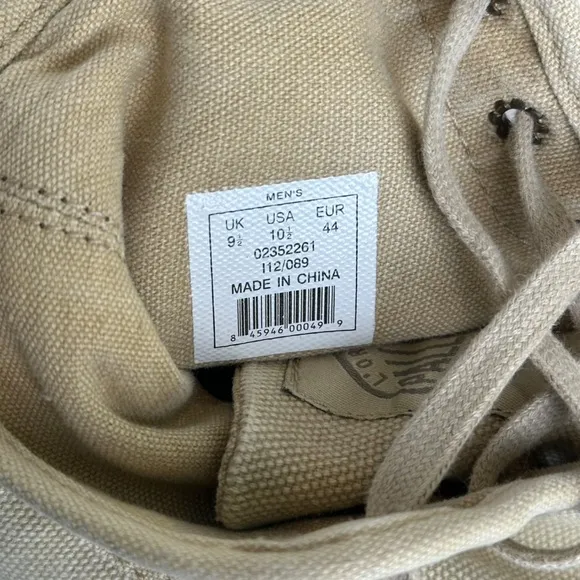 MEN'S
UK USA EUR
9½ 10½ 44
02352261
112/089
MADE IN CHINA
8 45946 00049 9
L'OR